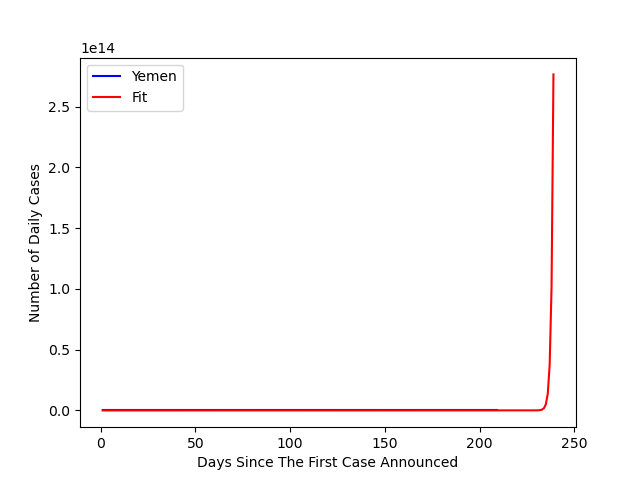 1e14
Yemen
Fit
2.5
2.0
1.5
1.0
0.5
0.0
Number of Daily Cases
0 50 100 150 200 250
Days Since The First Case Announced